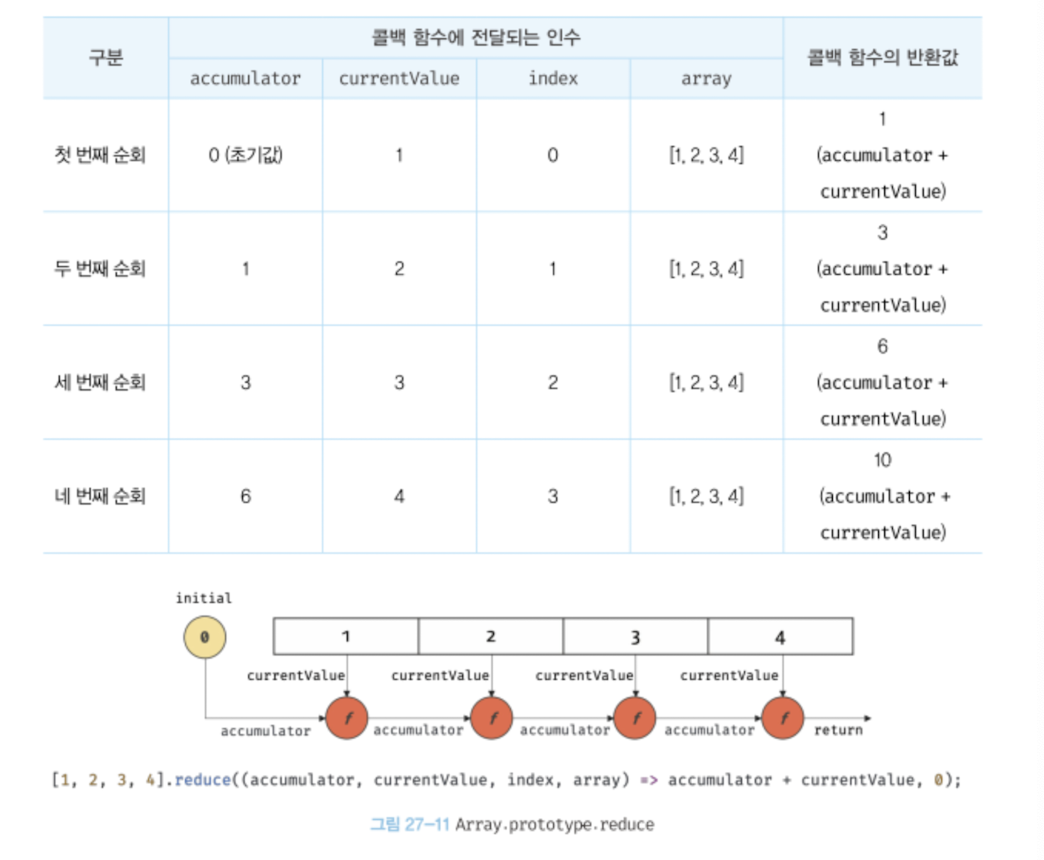 콜백 함수에 전달되는 인수
구분
콜백 함수의 반환값
accumulator currentValue index array
1
첫 번째 순회 0 (초기값) 1 0 [1, 2, 3, 4] (accumulator +
currentValue)
3
두 번째 순회 1 2 1 [1, 2, 3, 4] (accumulator +
currentValue)
6
세 번째 순회 3 3 2 [1, 2, 3, 4] (accumulator +
currentValue)
10
네 번째 순회 6 4 3 [1, 2, 3, 4] (accumulator +
currentValue)
initial
0 1 2 3 4
currentValue currentValue currentValue currentValue
f f f f
accumulator accumulator accumulator accumulator return
[1, 2, 3, 4].reduce((accumulator, currentValue, index, array) => accumulator + currentValue, 0);
그림 27-11 Array.prototype.reduce